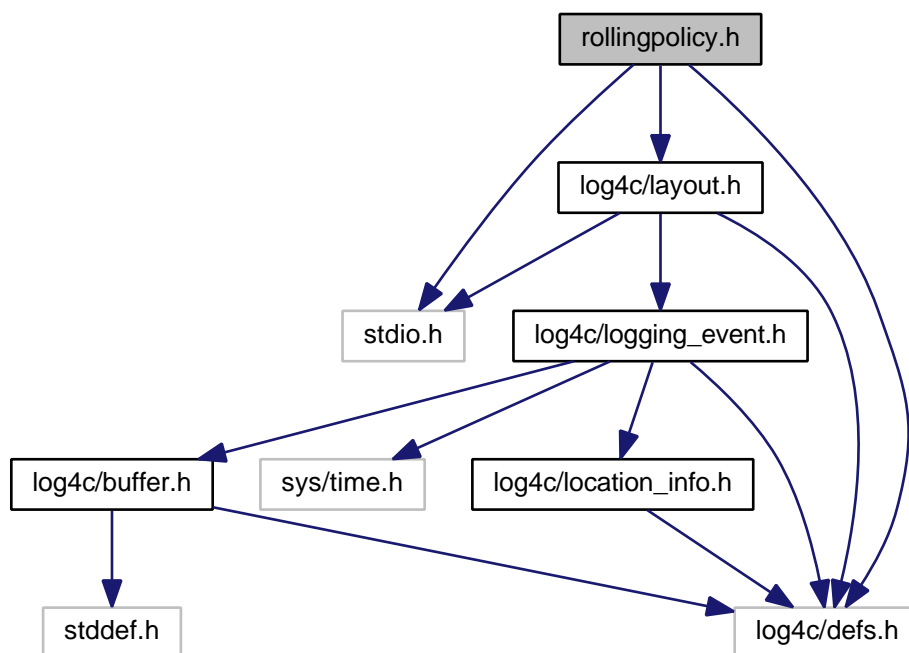 rollingpolicy.h
log4c/layout.h
stdio.h
log4c/logging_event.h
log4c/buffer.h
sys/time.h
log4c/location_info.h
stddef.h
log4c/defs.h